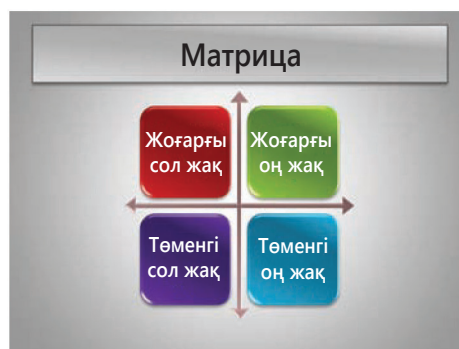 Матрица
Жоғарғы
сол жақ
Жоғарғы
оң жақ
Төменгі
сол жақ
Төменгі
оң жақ